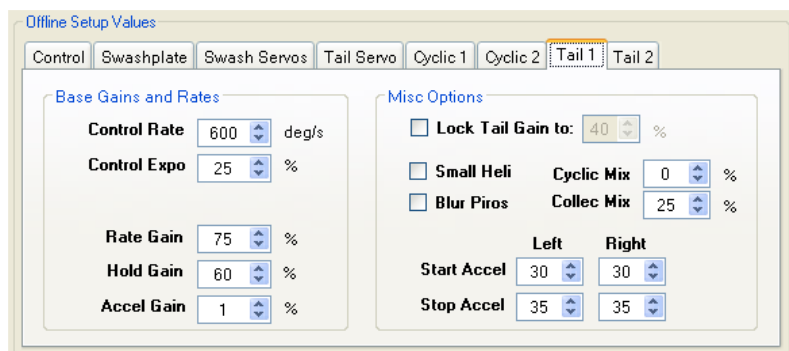 Offline Setup Values
Control Swashplate Swash Servos Tail Servo Cyclic 1 Cyclic 2 Tail 1 Tail 2
Base Gains and Rates
Control Rate 600 deg/s
Control Expo 25 %
Rate Gain 75 %
Hold Gain 60 %
Accel Gain 1 %
Misc Options
Lock Tail Gain to: 40 %
Small Heli Cyclic Mix 0 %
Blur Piros Collec Mix 25 %
Left Right
Start Accel 30 30
Stop Accel 35 35